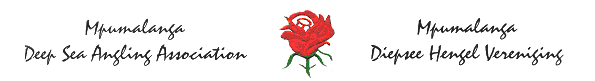 Mpumalanga
Deep Sea Angling Association
Mpumalanga
Diepsee Hengel Vereniging